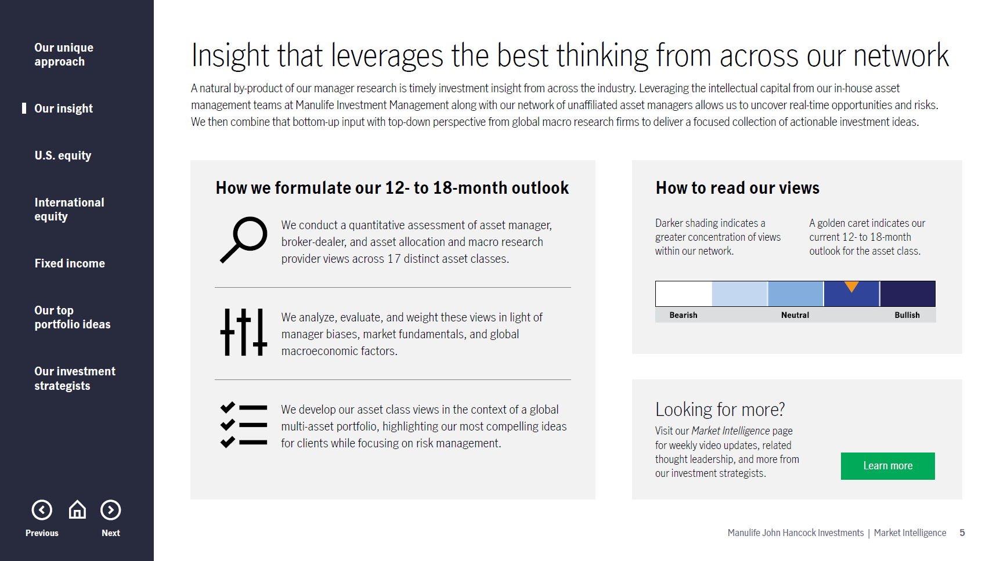 Our unique
approach
Our insight
U.S. equity
International
equity
Fixed income
Our top
portfolio ideas
Our investment
strategists
Previous
Next
Insight that leverages the best thinking from across our network
A natural by-product of our manager research is timely investment insight from across the industry. Leveraging the intellectual capital from our in-house asset
management teams at Manulife Investment Management along with our network of unaffiliated asset managers allows us to uncover real-time opportunities and risks.
We then combine that bottom-up input with top-down perspective from global macro research firms to deliver a focused collection of actionable investment ideas.
How we formulate our 12- to 18-month outlook
We conduct a quantitative assessment of asset manager,
broker-dealer, and asset allocation and macro research
provider views across 17 distinct asset classes.
We analyze, evaluate, and weight these views in light of
manager biases, market fundamentals, and global
macroeconomic factors.
We develop our asset class views in the context of a global
multi-asset portfolio, highlighting our most compelling ideas
for clients while focusing on risk management.
How to read our views
Darker shading indicates a
greater concentration of views
within our network.
A golden caret indicates our
current 12- to 18-month
outlook for the asset class.
Bearish
Neutral
Bullish
Looking for more?
Visit our Market Intelligence page
for weekly video updates, related
thought leadership, and more from
our investment strategists.
Learn more
Manulife John Hancock Investments | Market Intelligence 5